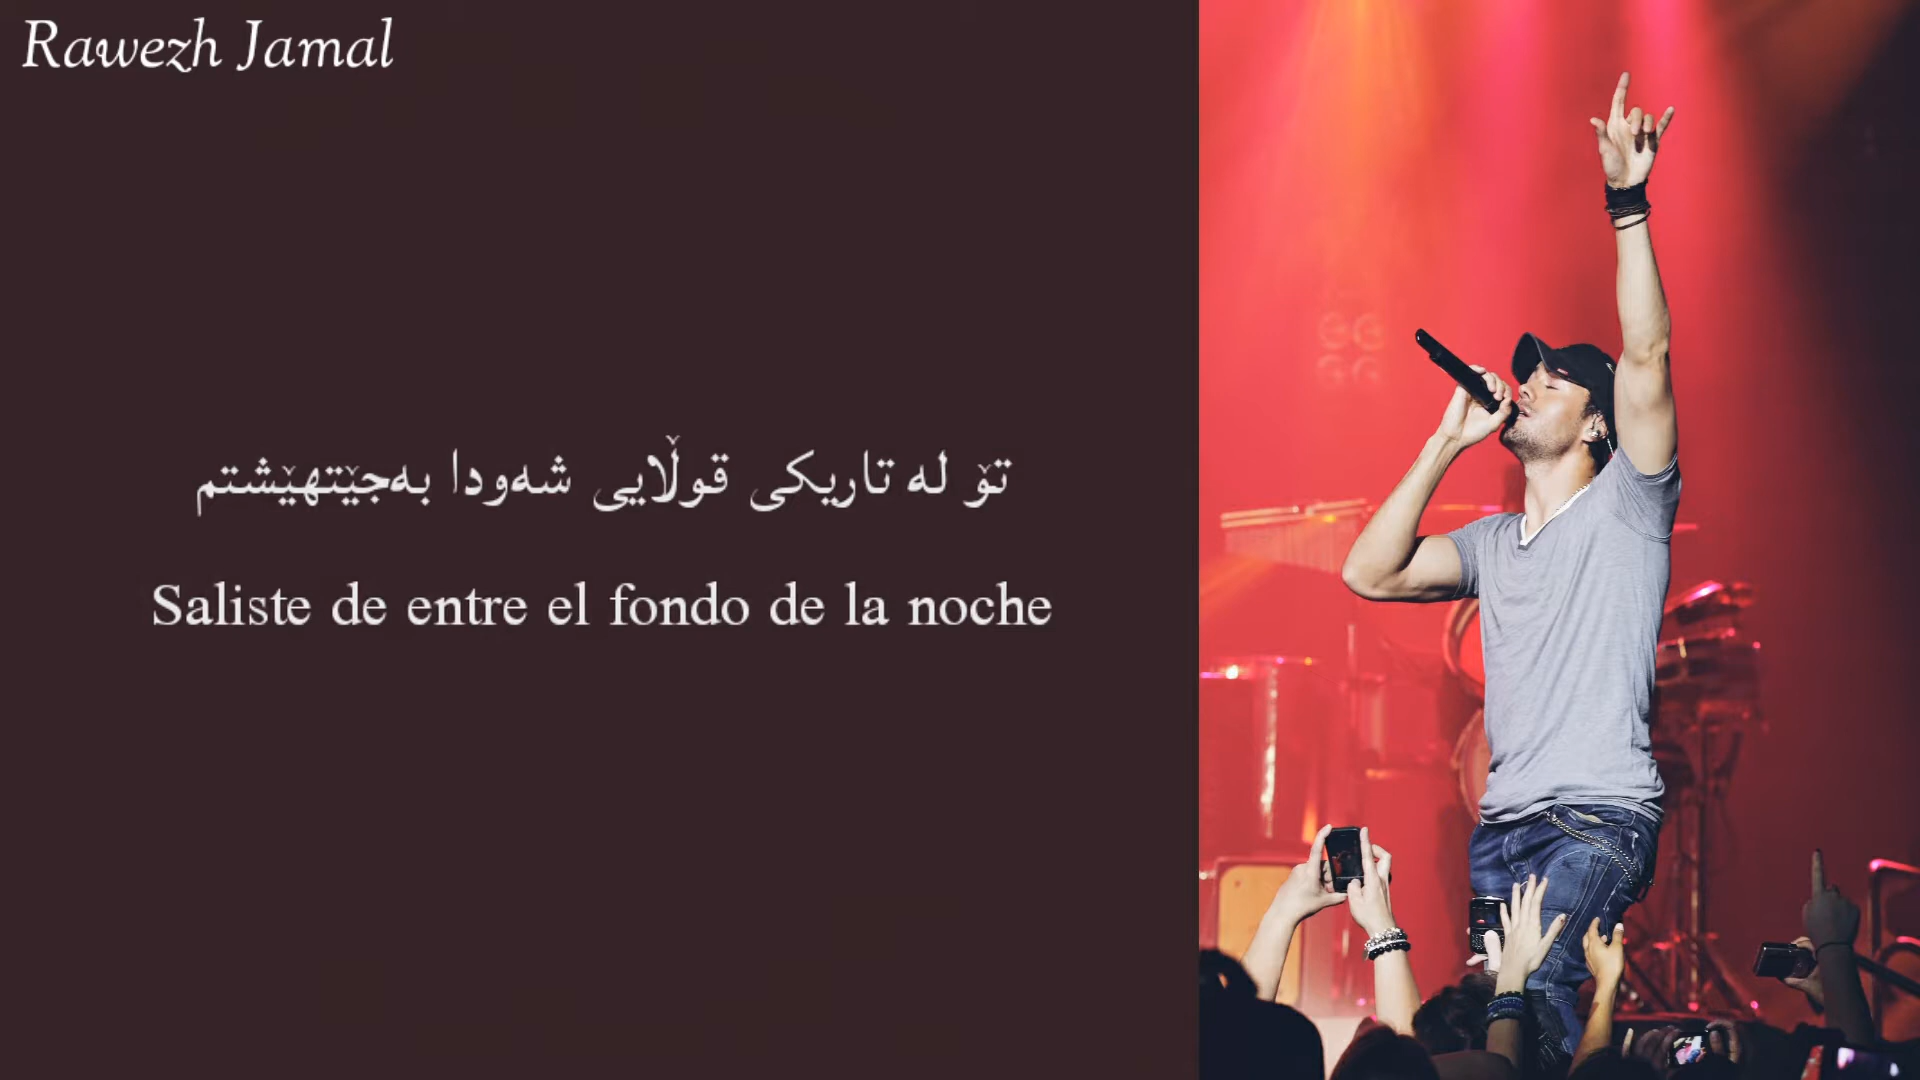 Rawezh Jamal
تۆ لە تاریکی قوڵایی شەودا بەجێتهێشتم
Saliste de entre el fondo de la noche